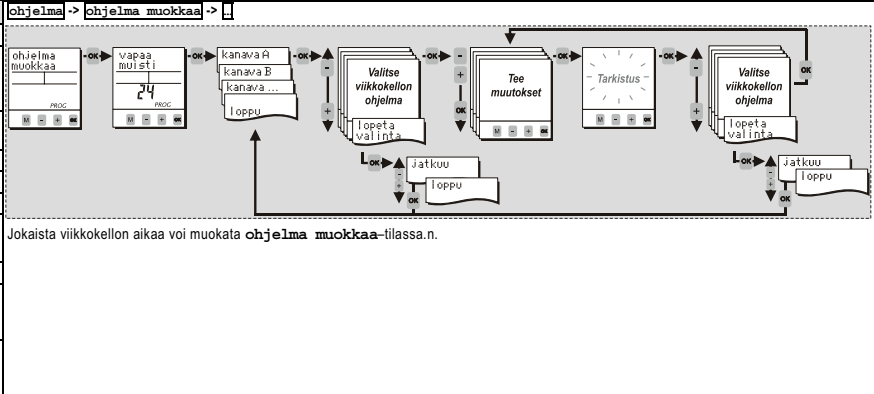 ohjelma -> ohjelma muokkaa -> …
ohjelma
muokkaa
PROG
M - + OK
OK
vapaa
muisti
24
PROG
M - + OK
OK
kanava A
kanava B
kanava ...
loppu
OK
-
+
Valitse
viikkokellon
ohjelma
lopeta
valinta
OK
-
+
OK
Tee
muutokset
M - + OK
OK
Tarkistus
M - + OK
OK
-
+
Valitse
viikkokellon
ohjelma
lopeta
valinta
OK
OK
-
+
OK
jatkuu
loppu
OK
-
+
OK
jatkuu
loppu
Jokaista viikkokellon aikaa voi muokata ohjelma muokkaa–tilassa.n.